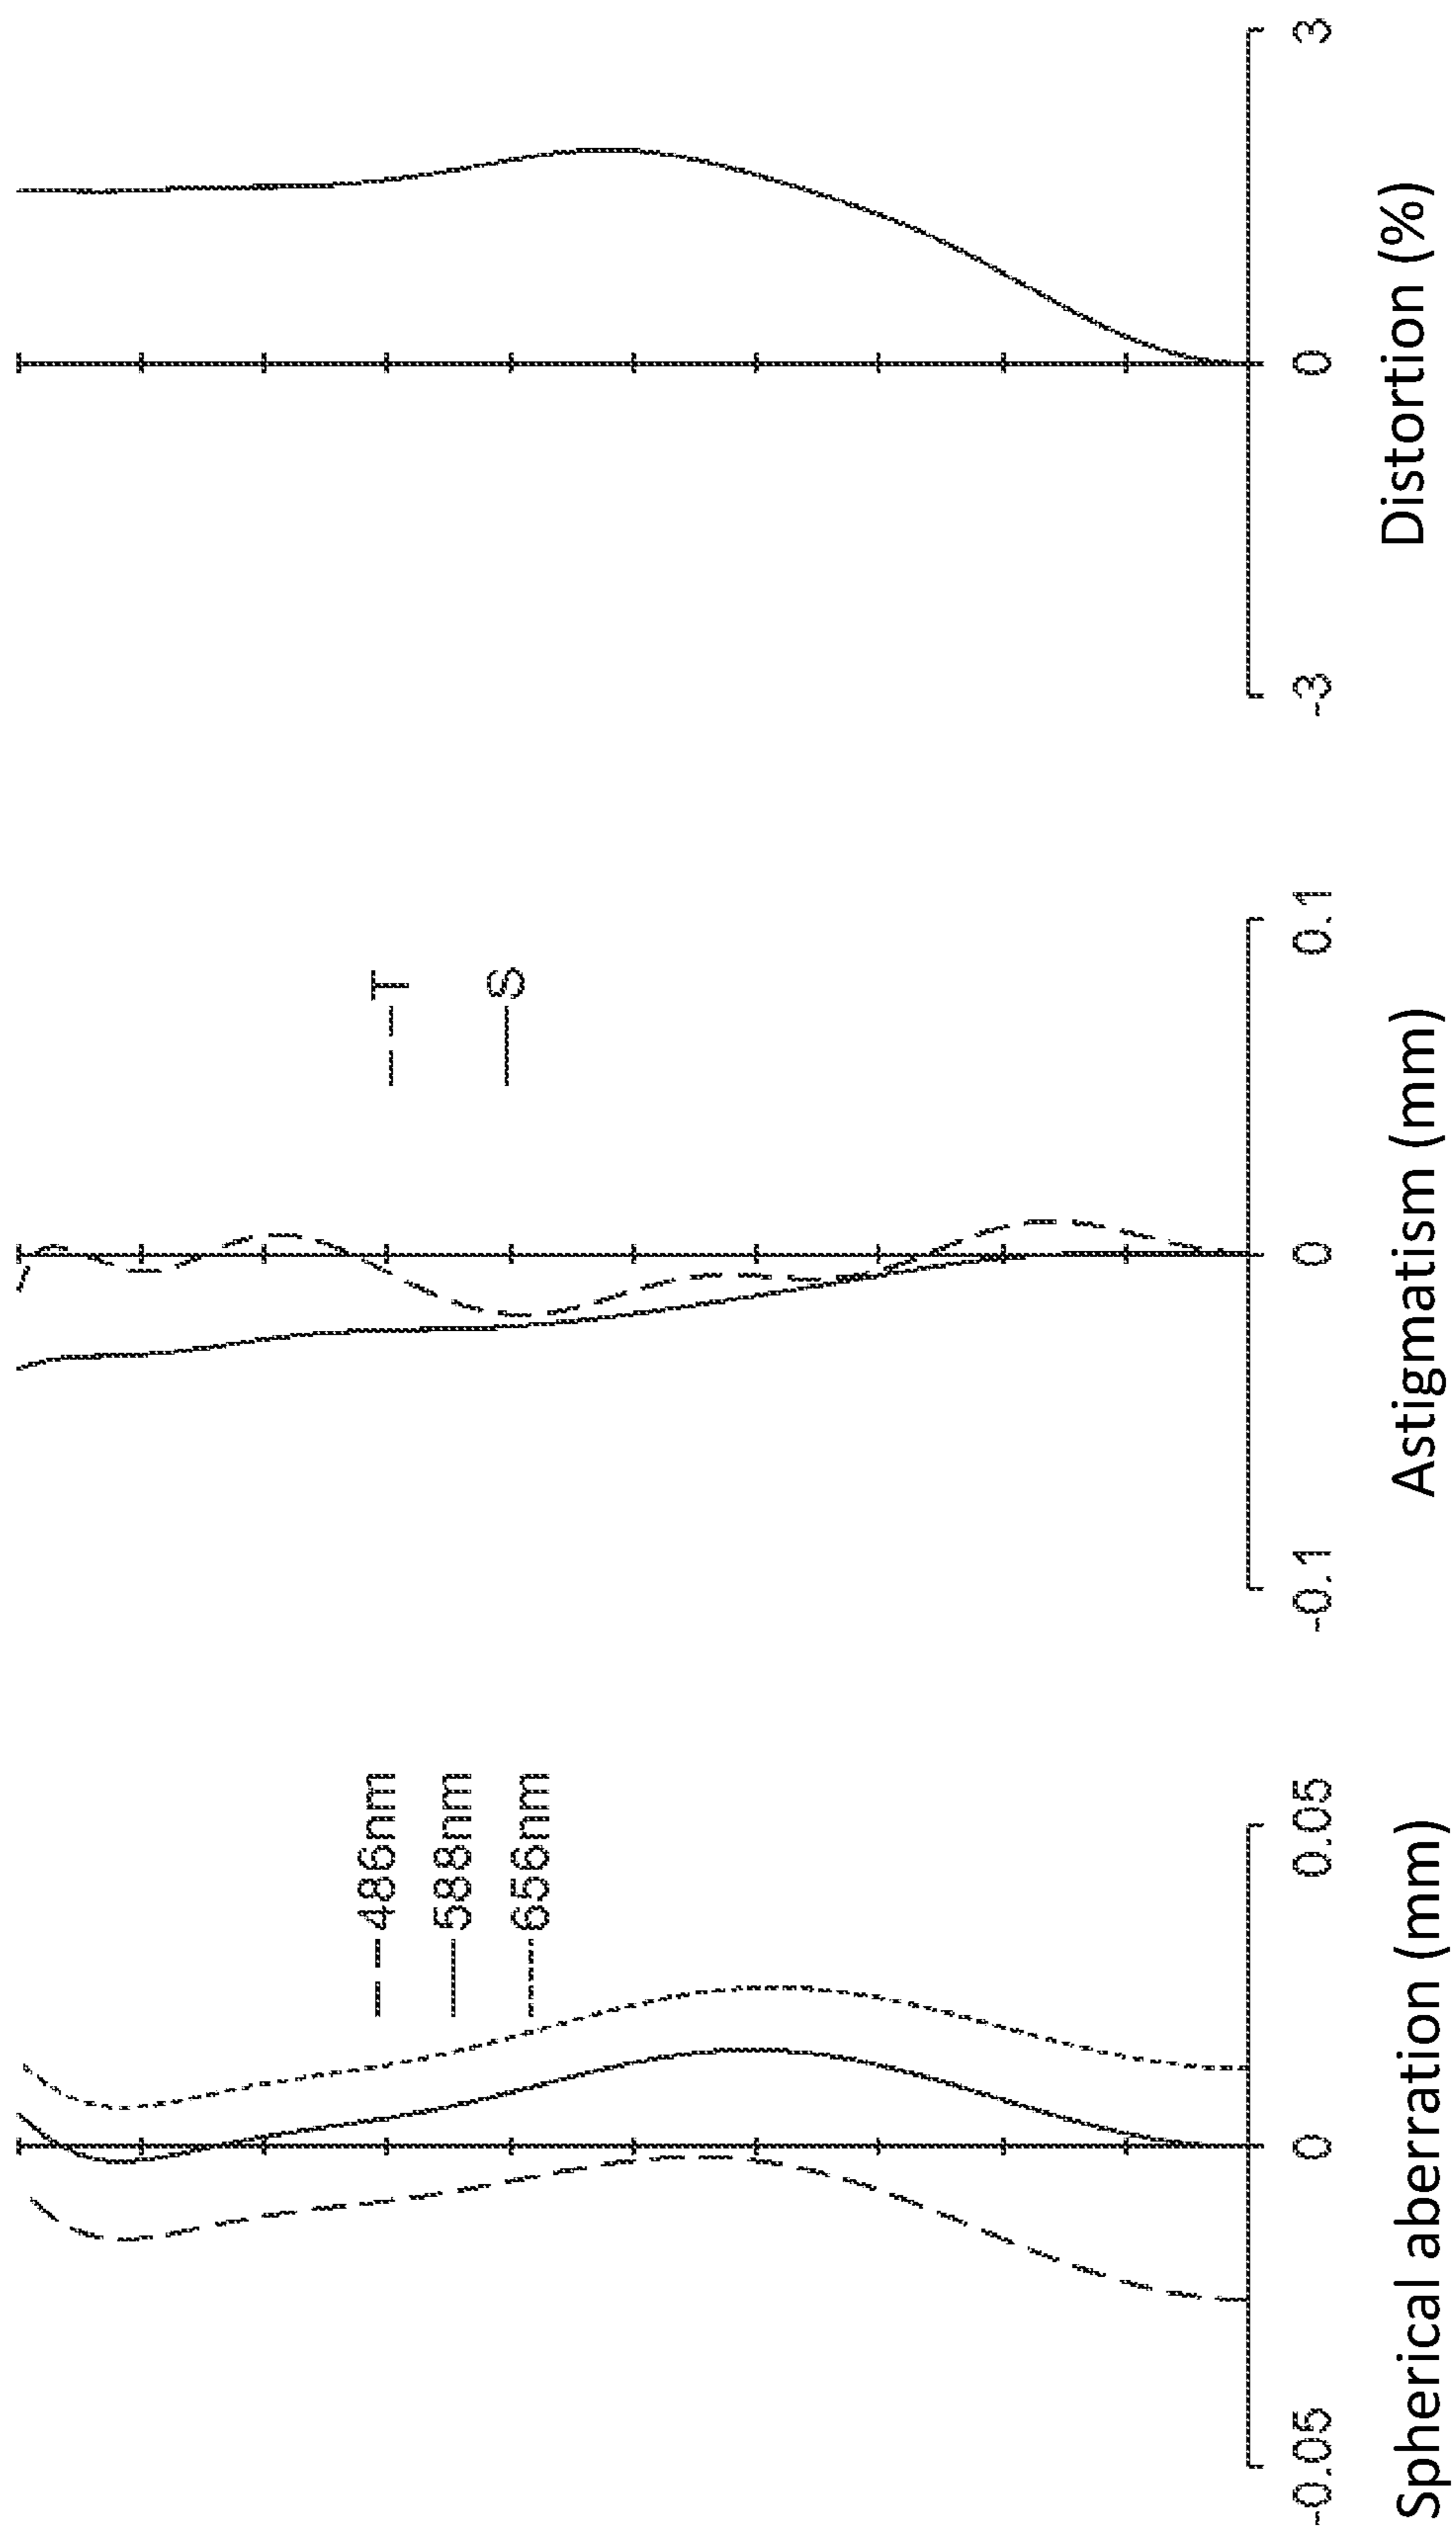 486nm
588nm
656nm
-0.05
0
0.05
Spherical aberration (mm)
T
S
-0.1
0
0.1
Astigmatism (mm)
-3
0
3
Distortion (%)